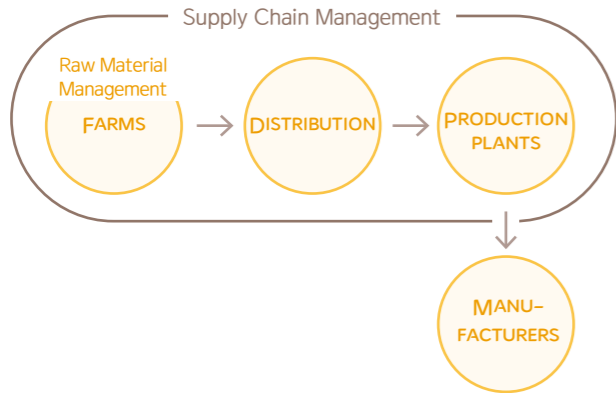 Supply Chain Management
Raw Material
Management
FARMS
DISTRIBUTION
PRODUCTION
PLANTS
MANU-
FACTURERS